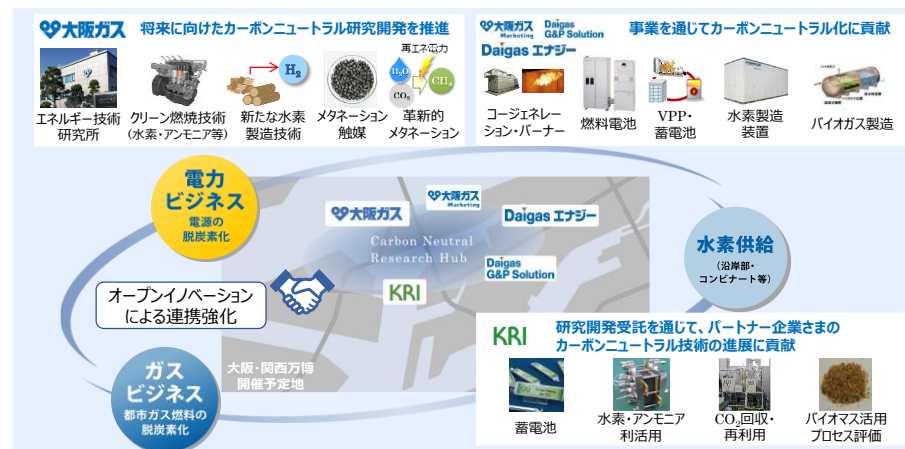 大阪ガス 将来に向けたカーボンニュートラル研究開発を推進
エネルギー技術
研究所
クリーン燃焼技術
(水素・アンモニア等)
H₂
新たな水素
製造技術
メタネーション
触媒
再エネ電力
H₂O
CO₂
CH₄
革新的
メタネーション
大阪ガス
Marketing
Daigas
G&P Solution
Daigas エナジー
事業を通じてカーボンニュートラル化に貢献
コージェネレー
ション・バーナー
燃料電池
VPP・
蓄電池
水素製造
装置
バイオガス製造
電力
ビジネス
電源の
脱炭素化
大阪ガス
大阪ガス
Marketing
Daigas エナジー
Carbon Neutral
Research Hub
Daigas
G&P Solution
KRI
水素供給
(沿岸部・
コンビナート等)
オープンイノベーション
による連携強化
大阪・関西万博
開催予定地
ガス
ビジネス
都市ガス燃料の
脱炭素化
KRI
研究開発受託を通じて、パートナー企業さまの
カーボンニュートラル技術の進展に貢献
蓄電池
水素・アンモニア
利活用
CO₂回収・
再利用
バイオマス活用
プロセス評価